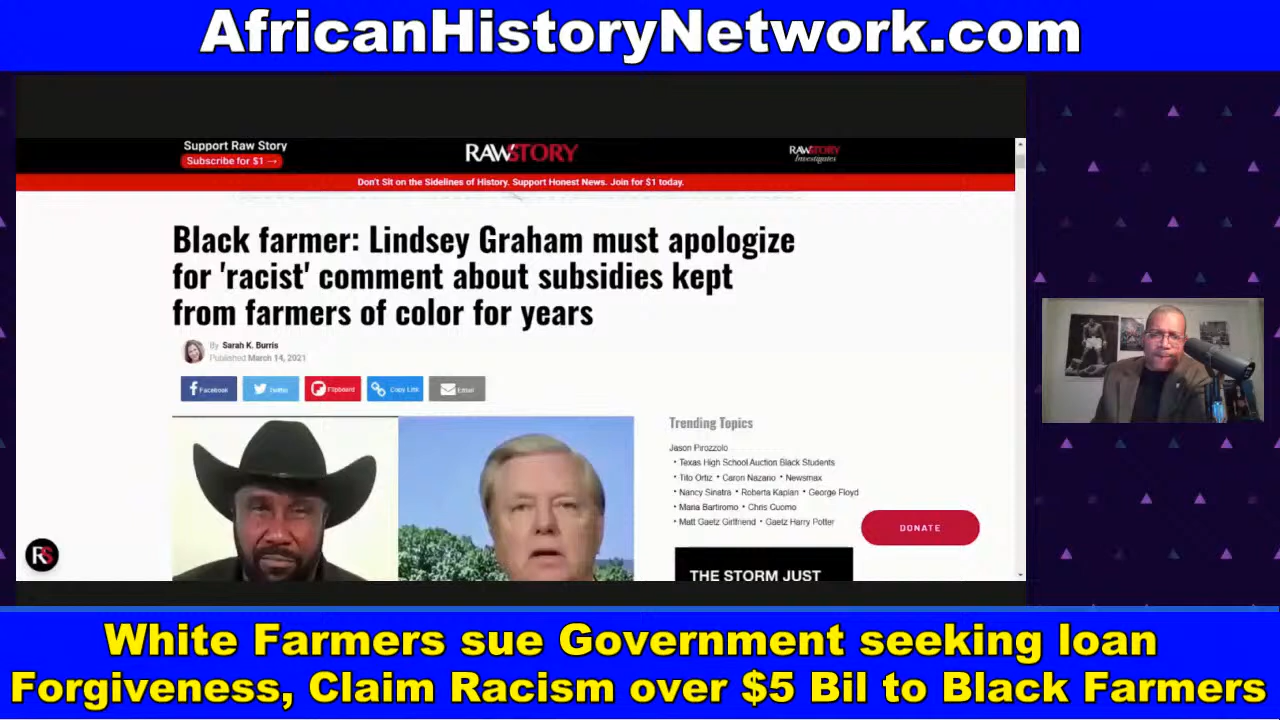 AfricanHistoryNetwork.com
Support Raw Story
Subscribe for $1 →
RAW STORY
RAW STORY
Investigates
Don't Sit on the Sidelines of History. Support Honest News. Join for $1 today.
Black farmer: Lindsey Graham must apologize
for 'racist' comment about subsidies kept
from farmers of color for years
By Sarah K. Burris
Published March 14, 2021
Facebook
Twitter
Flipboard
Copy Link
Email
Trending Topics
Jason Pirozzolo
• Texas High School Auction Black Students
• Tito Ortiz • Caron Nazario • Newsmax
• Nancy Sinatra • Roberta Kaplan • George Floyd
• Maria Bartiromo • Chris Cuomo
• Matt Gaetz Girlfriend • Gaetz Harry Potter
DONATE
RS
THE STORM JUST
White Farmers sue Government seeking loan
Forgiveness, Claim Racism over $5 Bil to Black Farmers